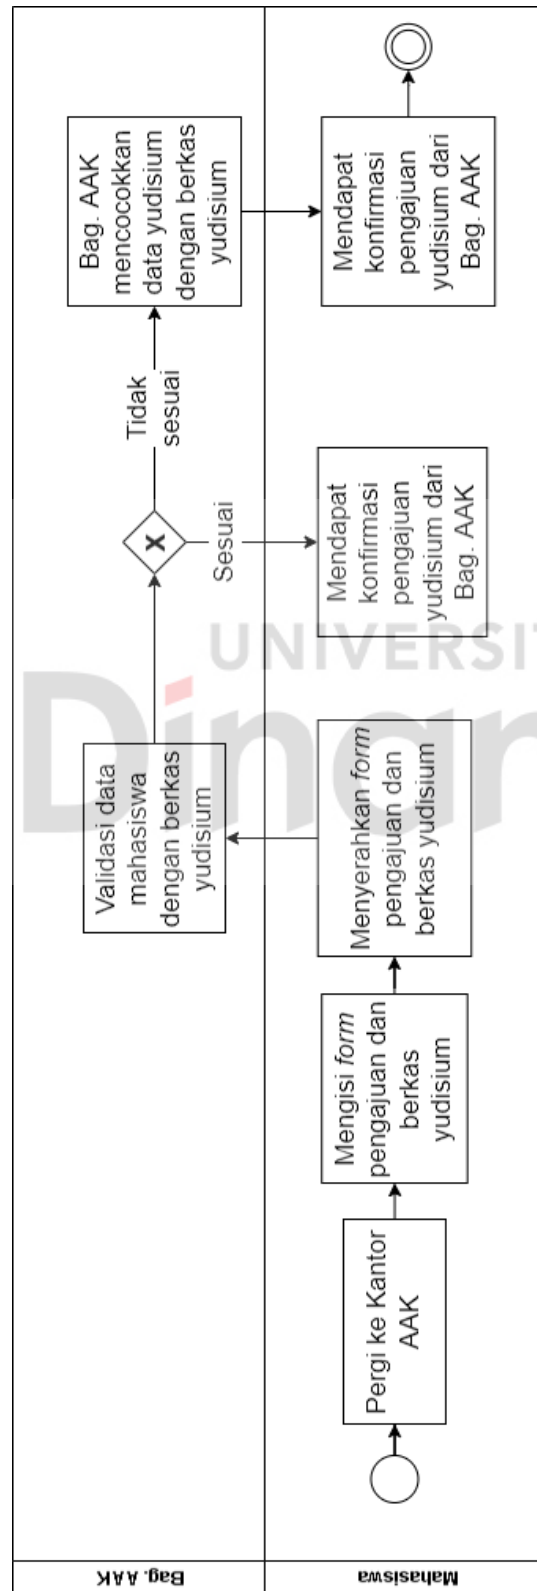 Bag. AAK
Mahasiswa
Pergi ke Kantor
AAK
Mengisi form
pengajuan dan
berkas
yudisium
Menyerahkan form
pengajuan dan
berkas yudisium
Validasi data
mahasiswa
dengan berkas
yudisium
X
Sesuai
Tidak
sesuai
Mendapat
konfirmasi
pengajuan
yudisium dari
Bag. AAK
Bag. AAK
mencocokkan
data yudisium
dengan berkas
yudisium
Mendapat
konfirmasi
pengajuan
yudisium dari
Bag. AAK
UNIVERSIT
Dinar